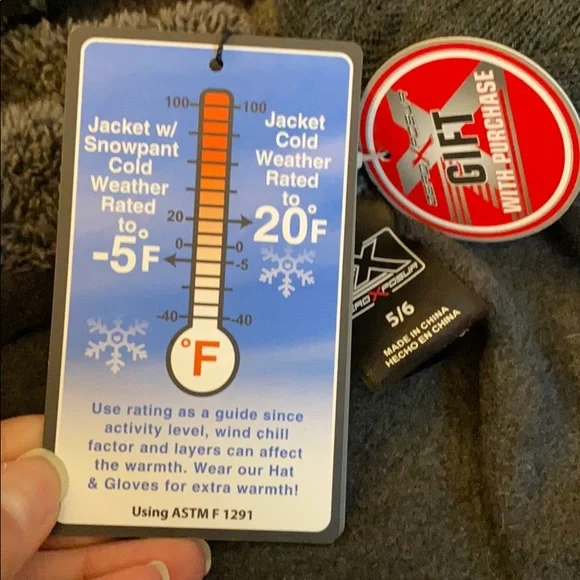 100
100
Jacket w/
Snowpant
Cold
Weather
Rated
to
-5°F
Jacket
Cold
Weather
Rated
to
20°F
20
0
0
-5
-40
-40
°F
Use rating as a guide since
activity level, wind chill
factor and layers can affect
the warmth. Wear our Hat
& Gloves for extra warmth!
Using ASTM F 1291
X
ZEROXPOSUR
GIFT
WITH PURCHASE
X
ZEROXPOSUR
5/6
MADE IN CHINA
HECHO EN CHINA